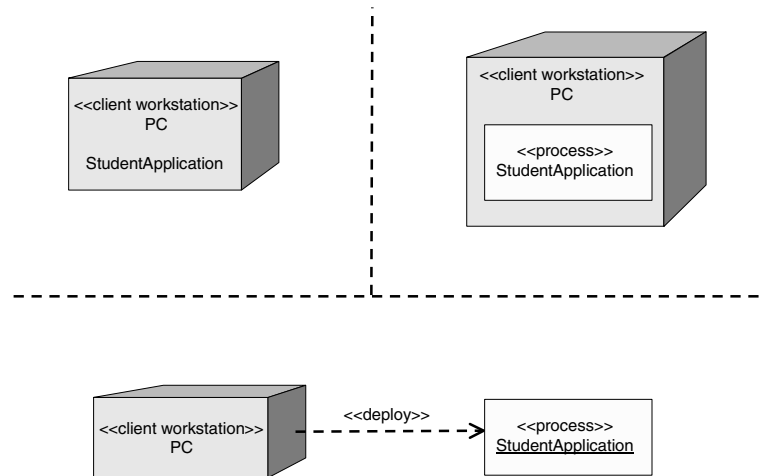 <<client workstation>>
PC
StudentApplication
<<client workstation>>
PC
<<process>>
StudentApplication
<<client workstation>>
PC
<<deploy>>
<<process>>
StudentApplication